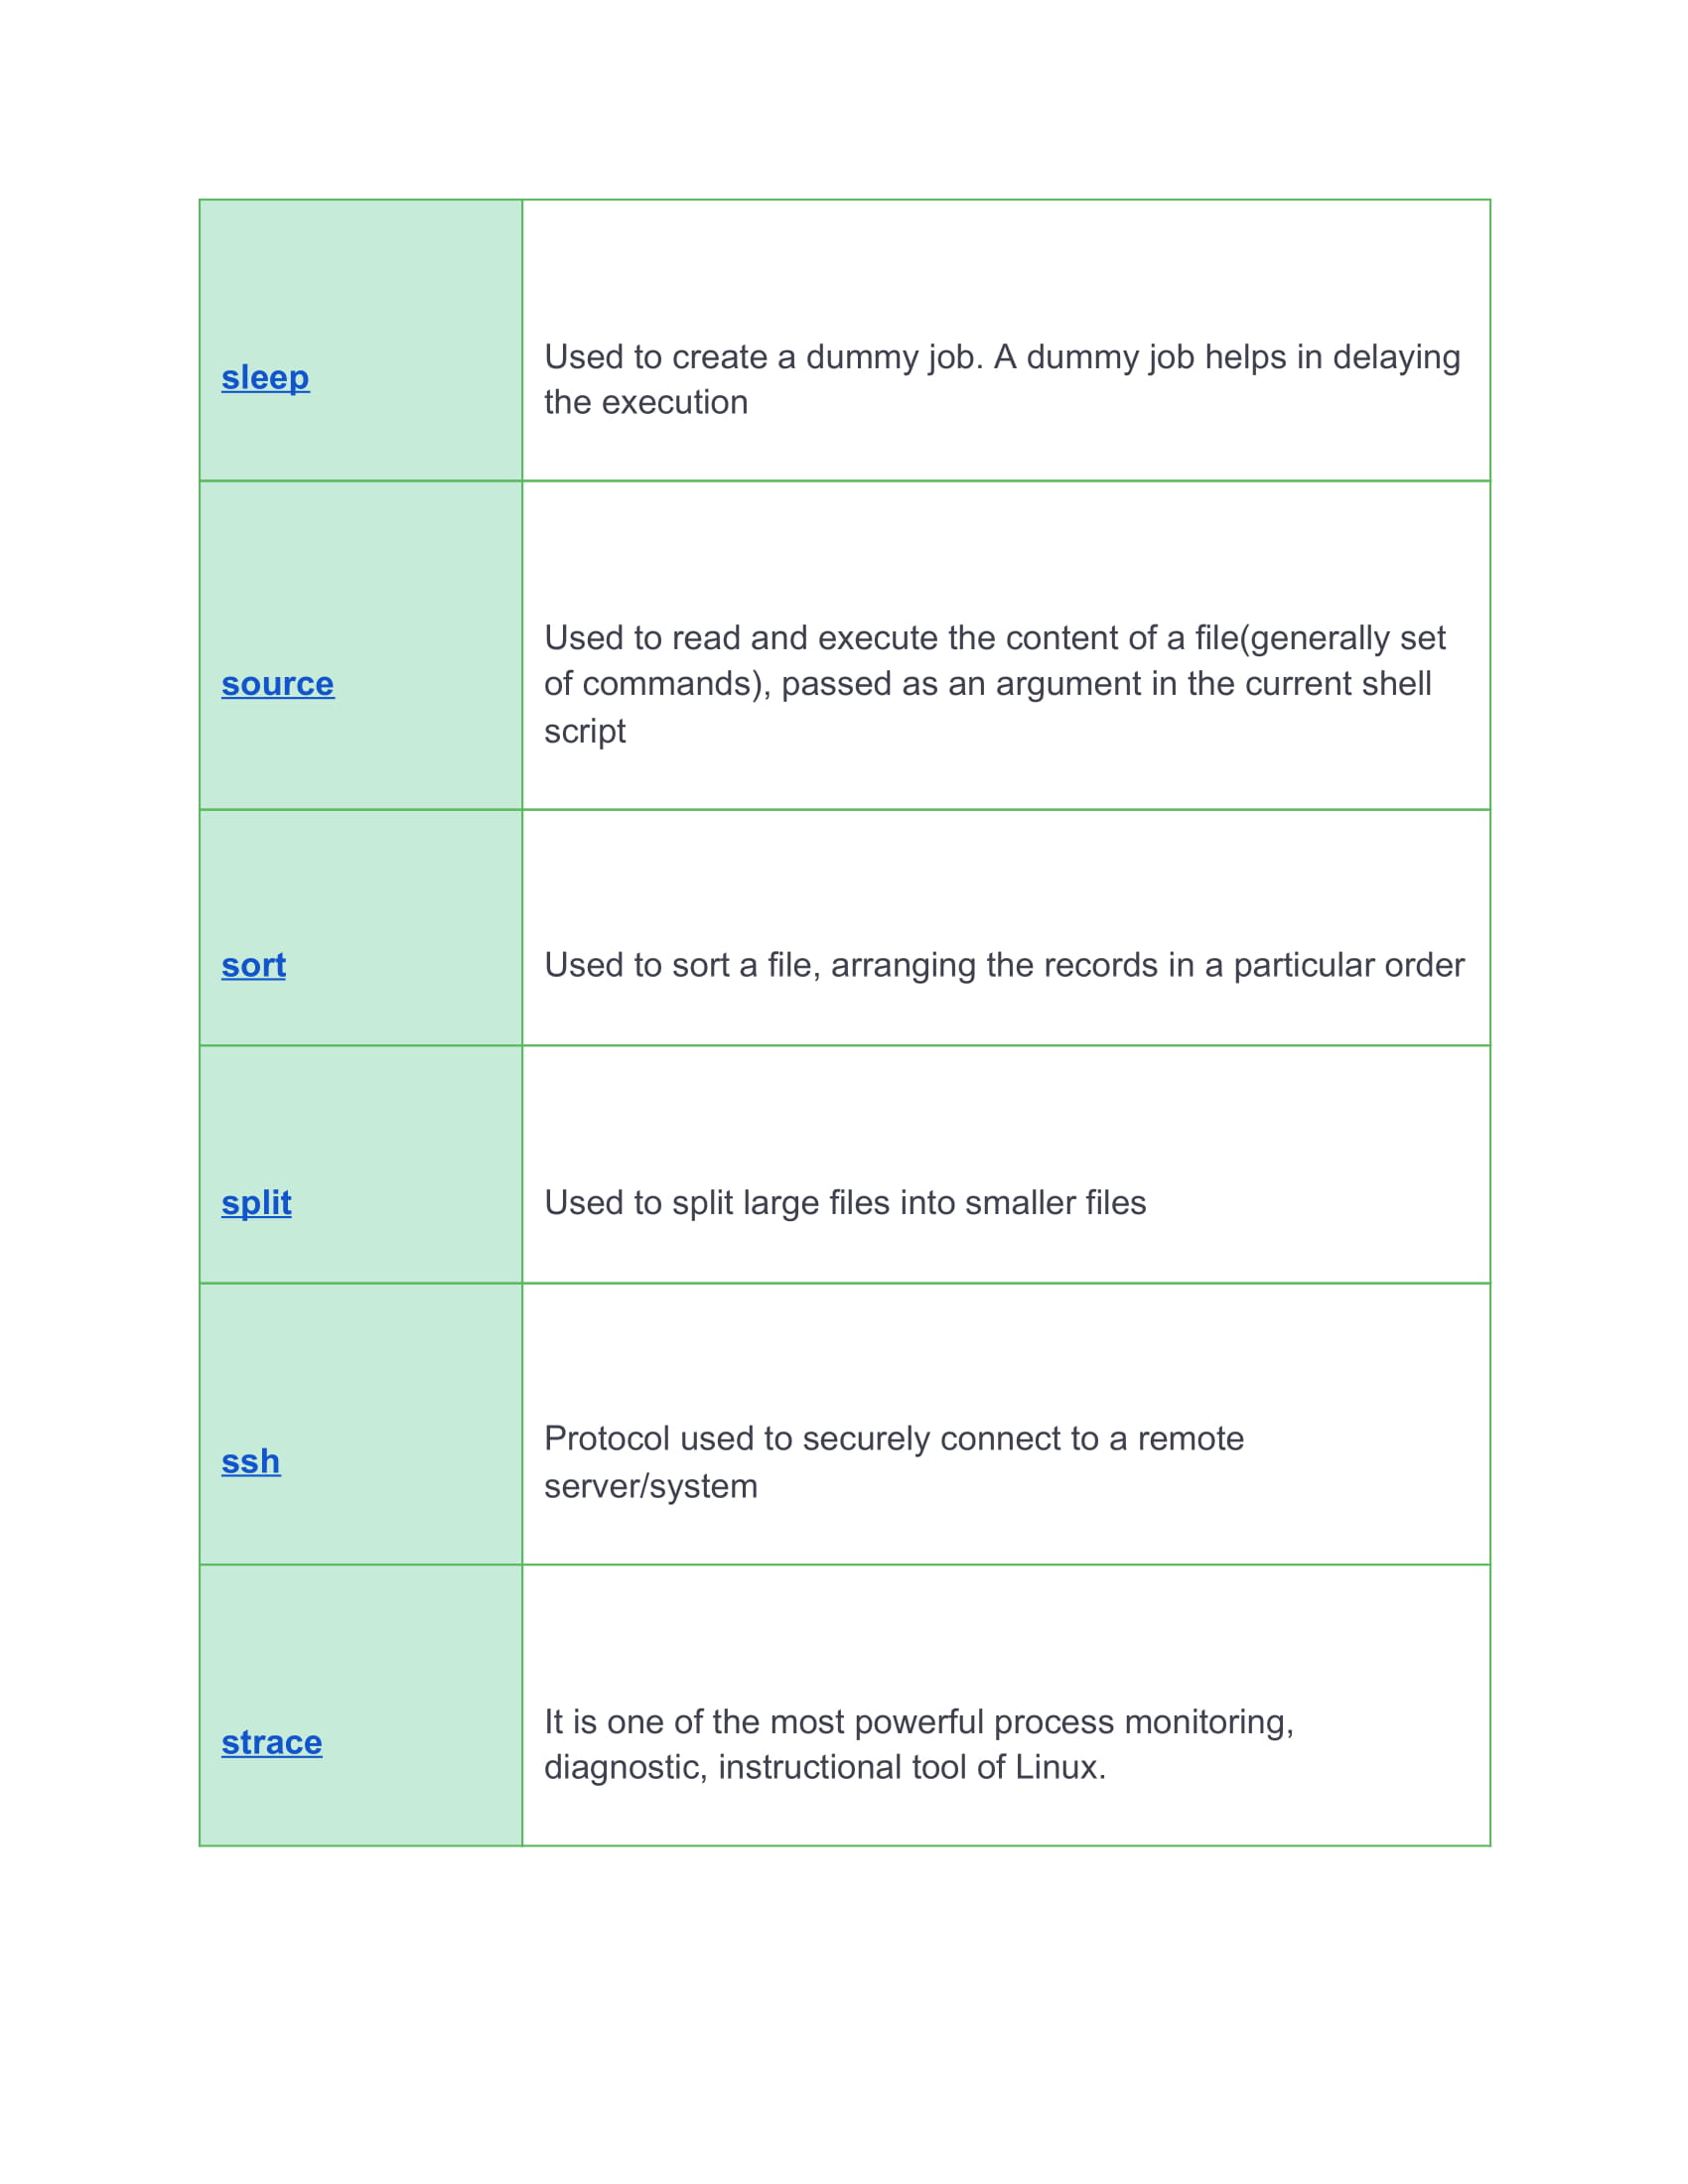 sleep
Used to create a dummy job. A dummy job helps in delaying
the execution
source
Used to read and execute the content of a file(generally set
of commands), passed as an argument in the current shell
script
sort
Used to sort a file, arranging the records in a particular order
split
Used to split large files into smaller files
ssh
Protocol used to securely connect to a remote
server/system
strace
It is one of the most powerful process monitoring,
diagnostic, instructional tool of Linux.